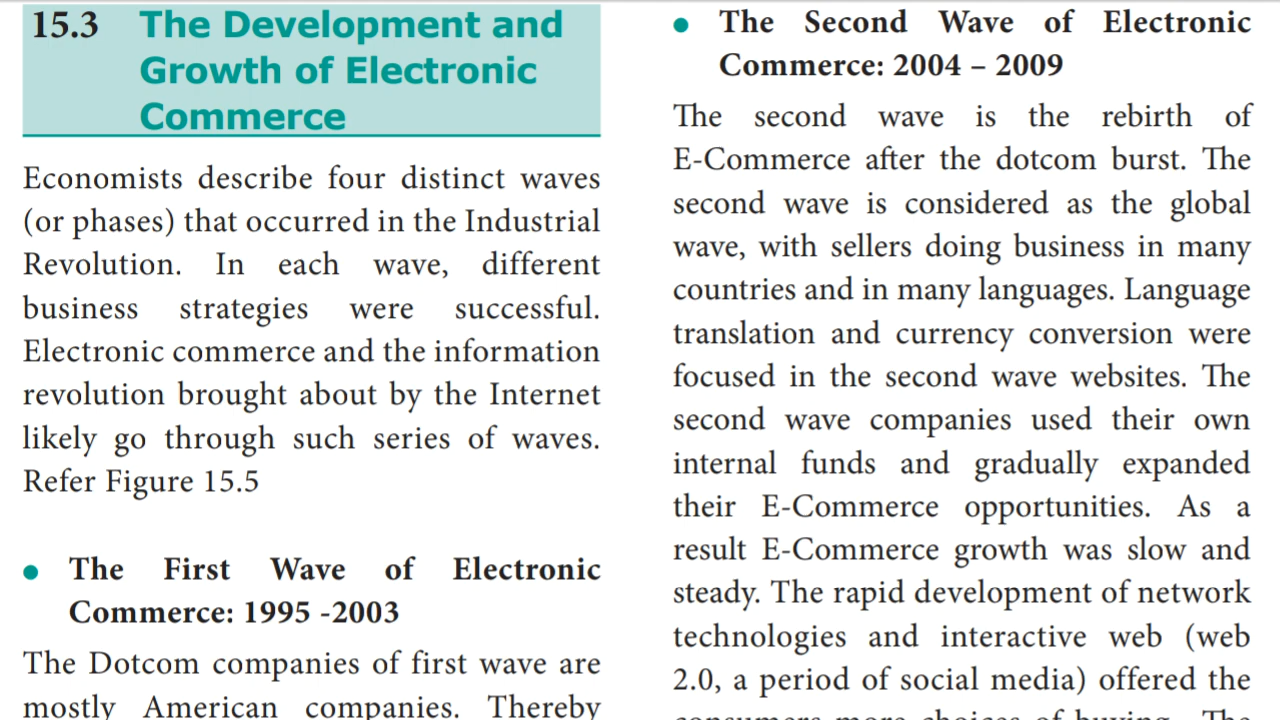 15.3 The Development and
Growth of Electronic
Commerce
Economists describe four distinct waves
(or phases) that occurred in the Industrial
Revolution. In each wave, different
business strategies were successful.
Electronic commerce and the information
revolution brought about by the Internet
likely go through such series of waves.
Refer Figure 15.5
● The First Wave of Electronic
Commerce: 1995 -2003
The Dotcom companies of first wave are
mostly American companies. Thereby
● The Second Wave of Electronic
Commerce: 2004 – 2009
The second wave is the rebirth of
E-Commerce after the dotcom burst. The
second wave is considered as the global
wave, with sellers doing business in many
countries and in many languages. Language
translation and currency conversion were
focused in the second wave websites. The
second wave companies used their own
internal funds and gradually expanded
their E-Commerce opportunities. As a
result E-Commerce growth was slow and
steady. The rapid development of network
technologies and interactive web (web
2.0, a period of social media) offered the
consumers more choices of buying. The